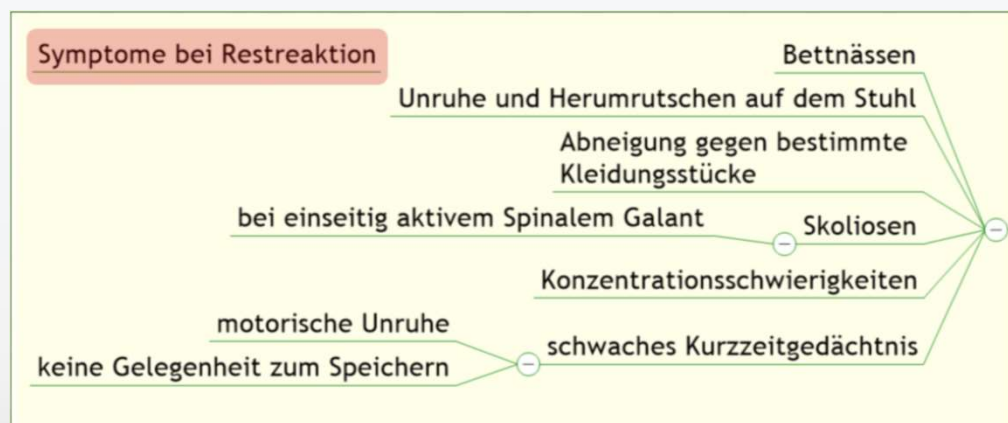 Symptome bei Restreaktion
Bettnässen
Unruhe und Herumrutschen auf dem Stuhl
Abneigung gegen bestimmte
Kleidungsstücke
bei einseitig aktivem Spinalem Galant
Skoliosen
Konzentrationsschwierigkeiten
motorische Unruhe
schwaches Kurzzeitgedächtnis
keine Gelegenheit zum Speichern